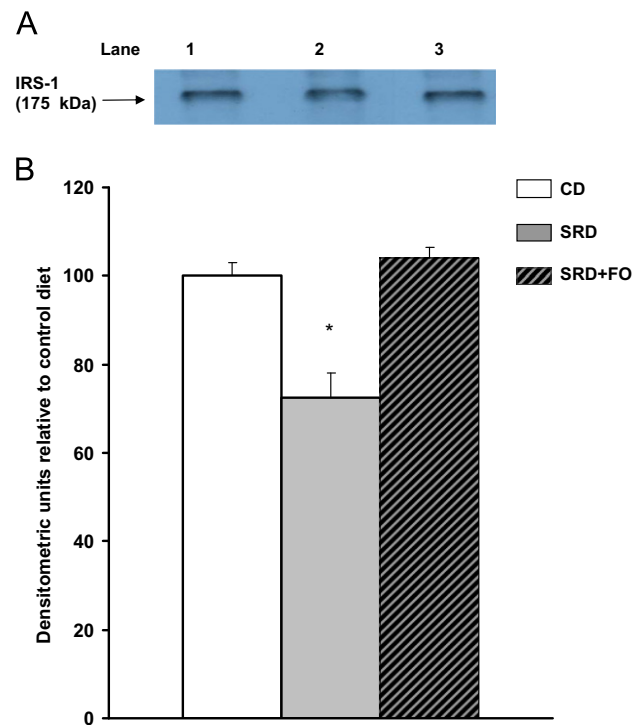 A
Lane 1 2 3
IRS-1
(175 kDa)
B
Densitometric units relative to control diet
120
100
80
60
40
20
0
*
CD
SRD
SRD+FO